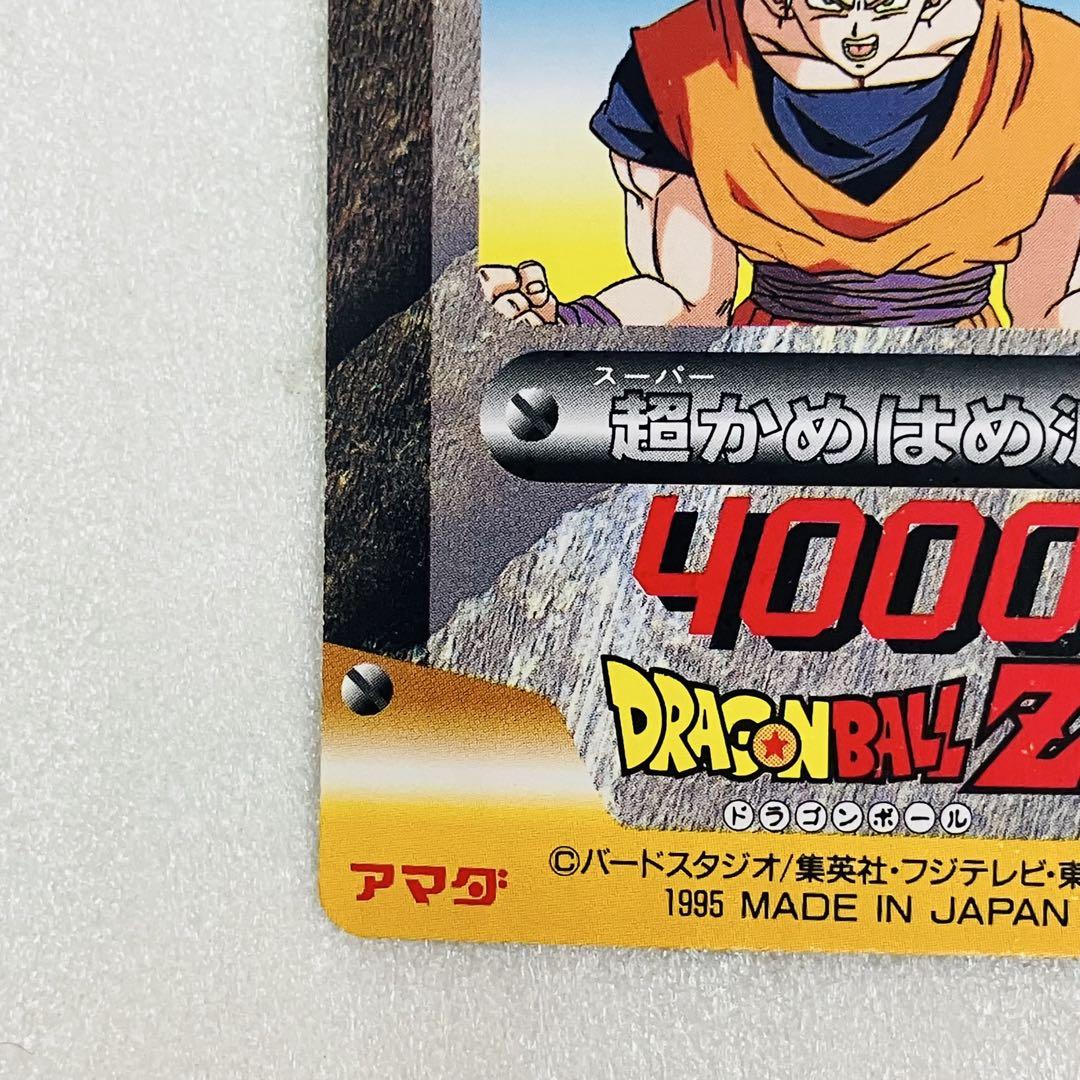 スーパー
超かめはめ
4000
DRAGONBALL Z
ドラゴンボール
アマダ
©バードスタジオ/集英社・フジテレビ・東
1995 MADE IN JAPAN